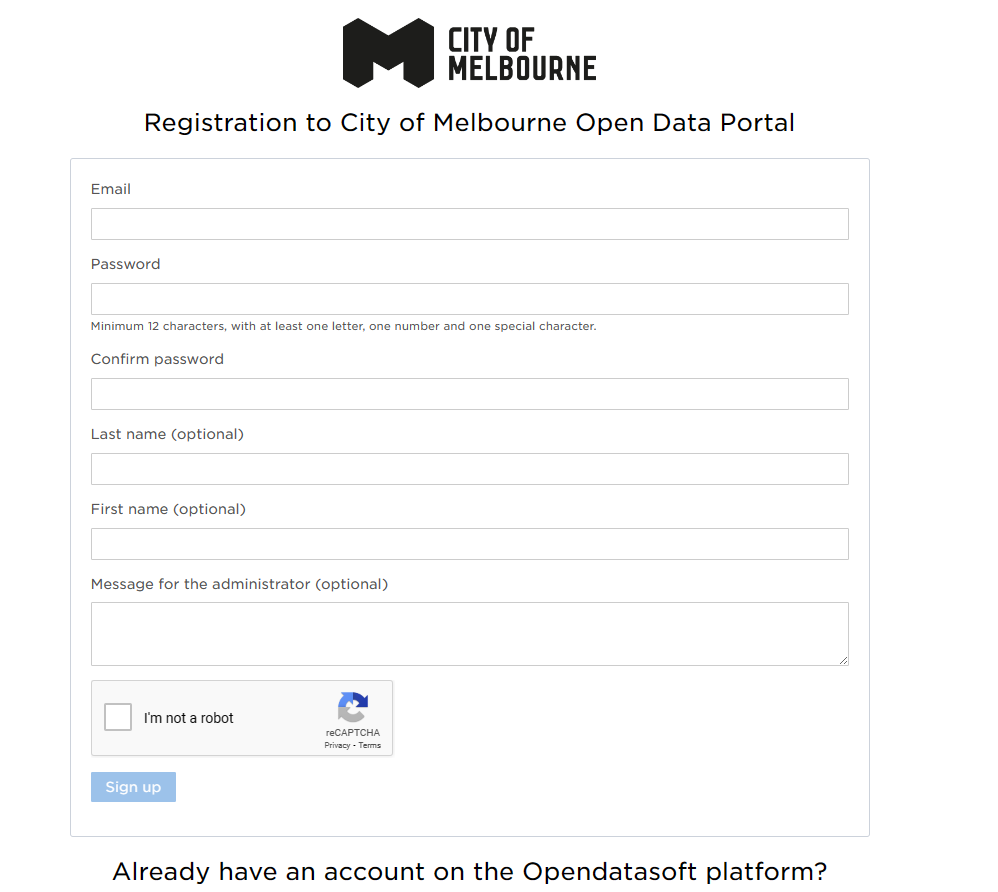 CITY OF
MELBOURNE
Registration to City of Melbourne Open Data Portal
Email
Password
Minimum 12 characters, with at least one letter, one number and one special character.
Confirm password
Last name (optional)
First name (optional)
Message for the administrator (optional)
I'm not a robot
reCAPTCHA
Privacy - Terms
Sign up
Already have an account on the Opendatasoft platform?